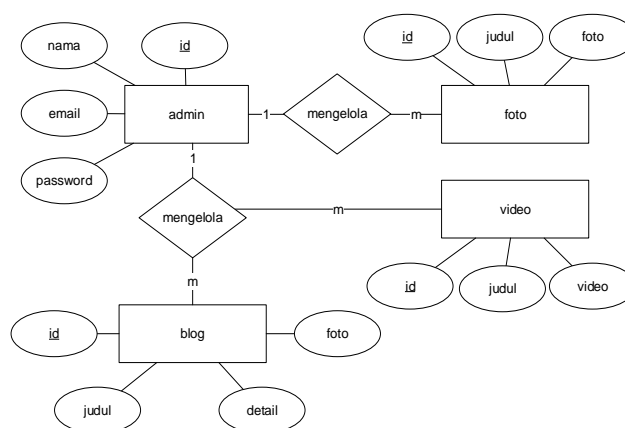 nama
id
id
judul
foto
email
admin
1
mengelola
m
foto
password
1
mengelola
m
video
m
id
judul
video
id
blog
foto
judul
detail